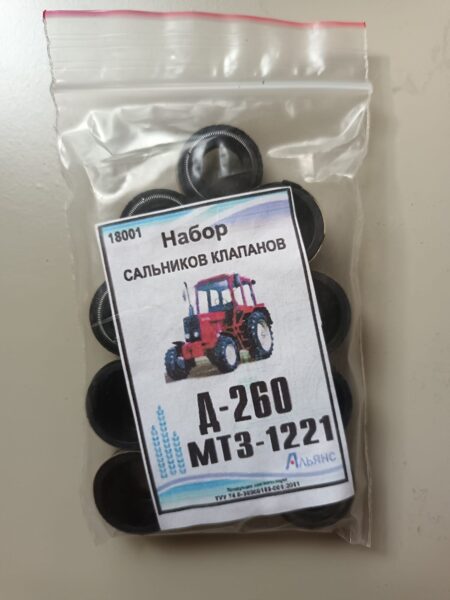 18001
Набор
САЛЬНИКОВ КЛАПАНОВ
Д-260
МТЗ-1221
Альянс